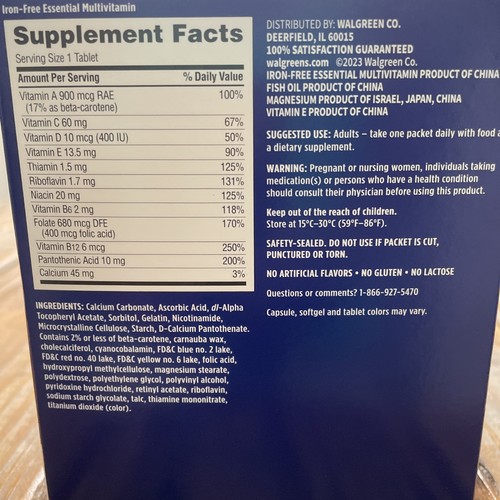 Iron-Free Essential Multivitamin
Supplement Facts
Serving Size 1 Tablet
Amount Per Serving % Daily Value
Vitamin A 900 mcg RAE 100%
(17% as beta-carotene)
Vitamin C 60 mg 67%
Vitamin D 10 mcg (400 IU) 50%
Vitamin E 13.5 mg 90%
Thiamin 1.5 mg 125%
Riboflavin 1.7 mg 131%
Niacin 20 mg 125%
Vitamin B6 2 mg 118%
Folate 680 mcg DFE 170%
(400 mcg folic acid)
Vitamin B12 6 mcg 250%
Pantothenic Acid 10 mg 200%
Calcium 45 mg 3%
INGREDIENTS: Calcium Carbonate, Ascorbic Acid, dl-Alpha
Tocopheryl Acetate, Sorbitol, Gelatin, Nicotinamide,
Microcrystalline Cellulose, Starch, D-Calcium Pantothenate.
Contains 2% or less of beta-carotene, carnauba wax,
cholecalciferol, cyanocobalamin, FD&C blue no. 2 lake,
FD&C red no. 40 lake, FD&C yellow no. 6 lake, folic acid,
hydroxypropyl methylcellulose, magnesium stearate,
polydextrose, polyethylene glycol, polyvinyl alcohol,
pyridoxine hydrochloride, retinyl acetate, riboflavin,
sodium starch glycolate, talc, thiamine mononitrate,
titanium dioxide (color).
DISTRIBUTED BY: WALGREEN CO.
DEERFIELD, IL 60015
100% SATISFACTION GUARANTEED
walgreens.com ©2023 Walgreen Co.
IRON-FREE ESSENTIAL MULTIVITAMIN PRODUCT OF CHINA
FISH OIL PRODUCT OF CHINA
MAGNESIUM PRODUCT OF ISRAEL, JAPAN, CHINA
VITAMIN E PRODUCT OF CHINA
SUGGESTED USE: Adults – take one packet daily with food
a dietary supplement.
WARNING: Pregnant or nursing women, individuals taking
medication(s) or persons who have a health condition
should consult their physician before using this product.
Keep out of the reach of children.
Store at 15°C–30°C (59°F–86°F).
SAFETY-SEALED. DO NOT USE IF PACKET IS CUT,
PUNCTURED OR TORN.
NO ARTIFICIAL FLAVORS • NO GLUTEN • NO LACTOSE
Questions or comments? 1-866-927-5470
Capsule, softgel and tablet colors may vary.